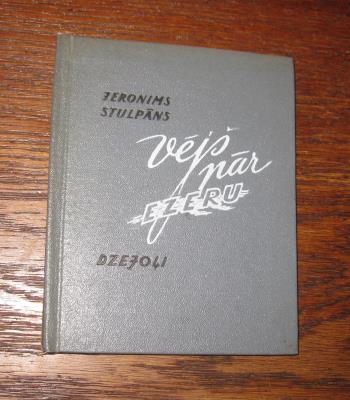 JERONIMS
STULPĀNS
Vējš
pār
EZERU
DZEJOĻI